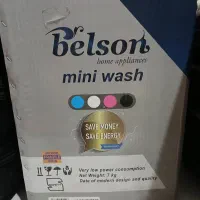 Belson
home appliances
mini wash
SAVE MONEY
SAVE ENERGY
Very low power consumption
Net Weight: 7 Kg
Date of modern design and quality